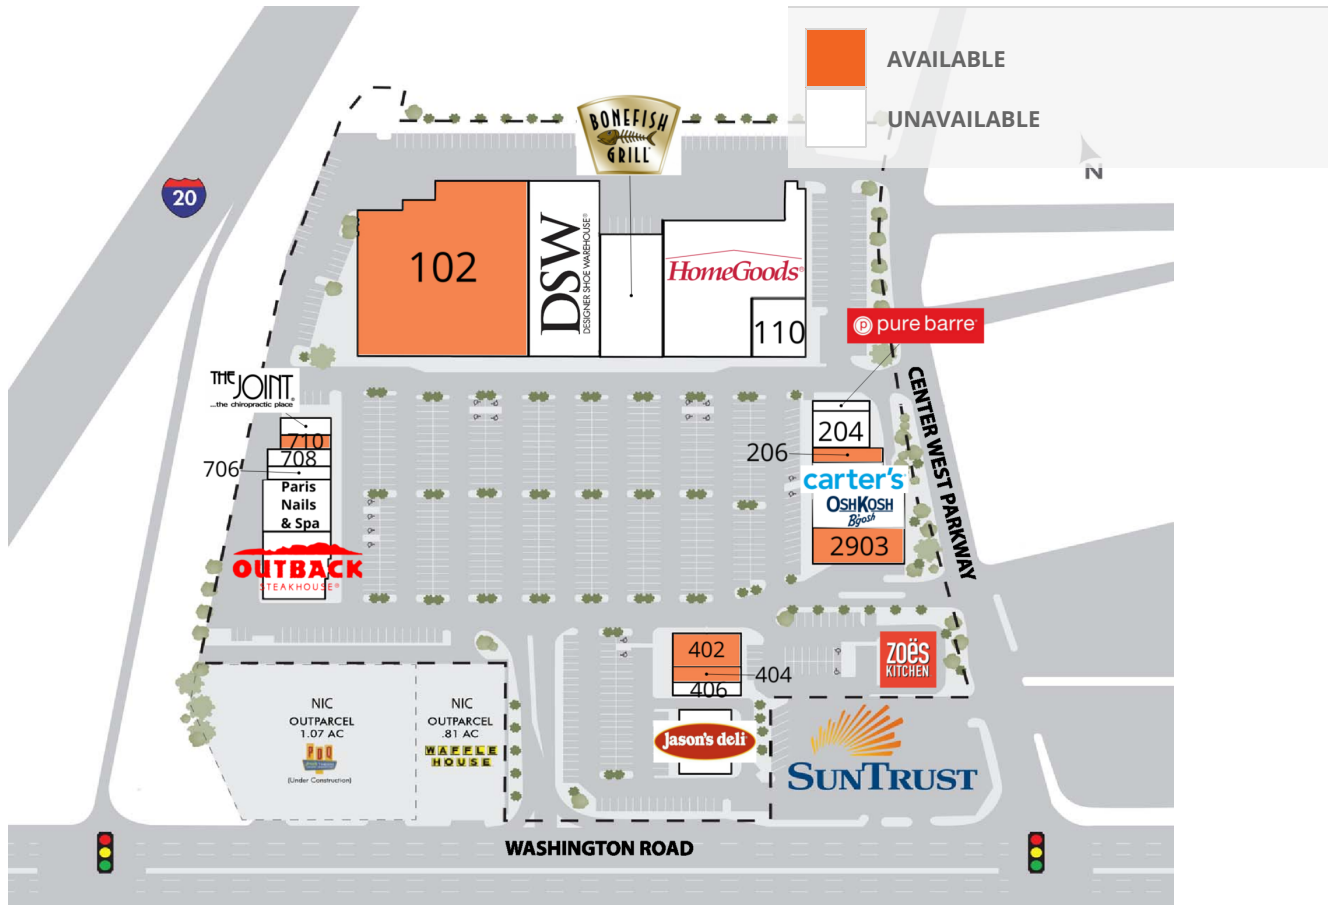 AVAILABLE
UNAVAILABLE
N
BONEFISH
GRILL
20
102
DSW
DESIGNER SHOE WAREHOUSE®
HomeGoods®
110
pure barre
p
THE JOINT®
...the chiropractic place
710
708
706
Paris
Nails
& Spa
OUTBACK
STEAKHOUSE®
204
206
carter's
OSHKOSH
B'gosh
2903
CENTER WEST PARKWAY
402
404
406
ZOËS
KITCHEN
NIC
OUTPARCEL
1.07 AC
PDQ
(Under Construction)
NIC
OUTPARCEL
.81 AC
WAFFLE
HOUSE
Jason's deli
SUNTRUST
WASHINGTON ROAD